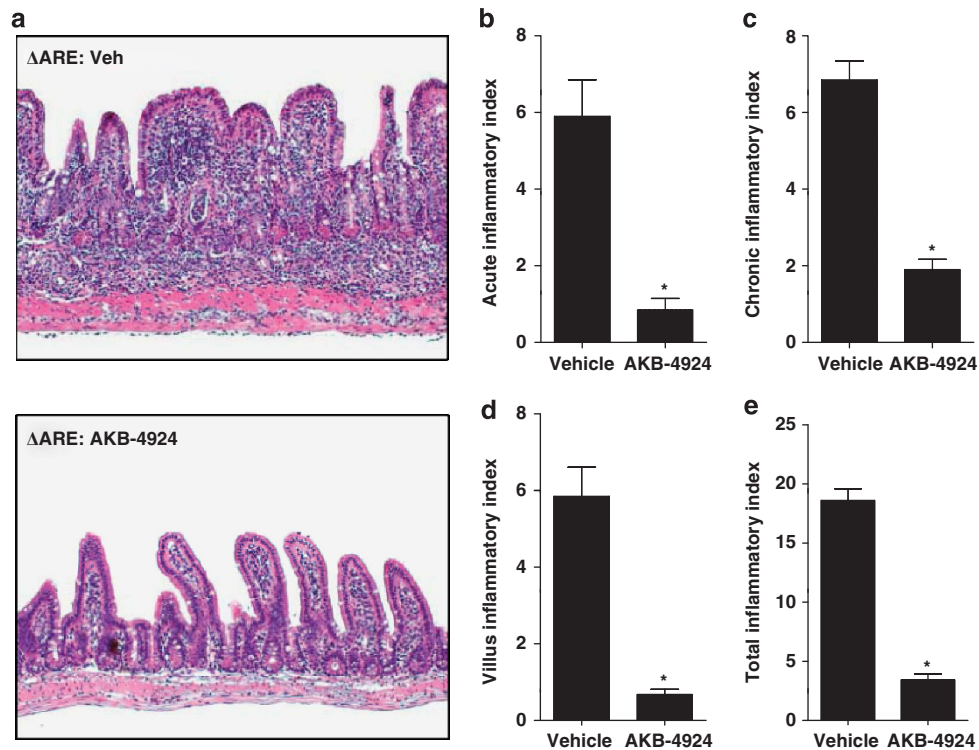 a
ΔARE: Veh
ΔARE: AKB-4924
b
Acute inflammatory index
8
6
4
2
0
Vehicle AKB-4924
*
c
Chronic inflammatory index
8
6
4
2
0
Vehicle AKB-4924
*
d
Villus inflammatory index
8
6
4
2
0
Vehicle AKB-4924
*
e
Total inflammatory index
25
20
15
10
5
0
Vehicle AKB-4924
*